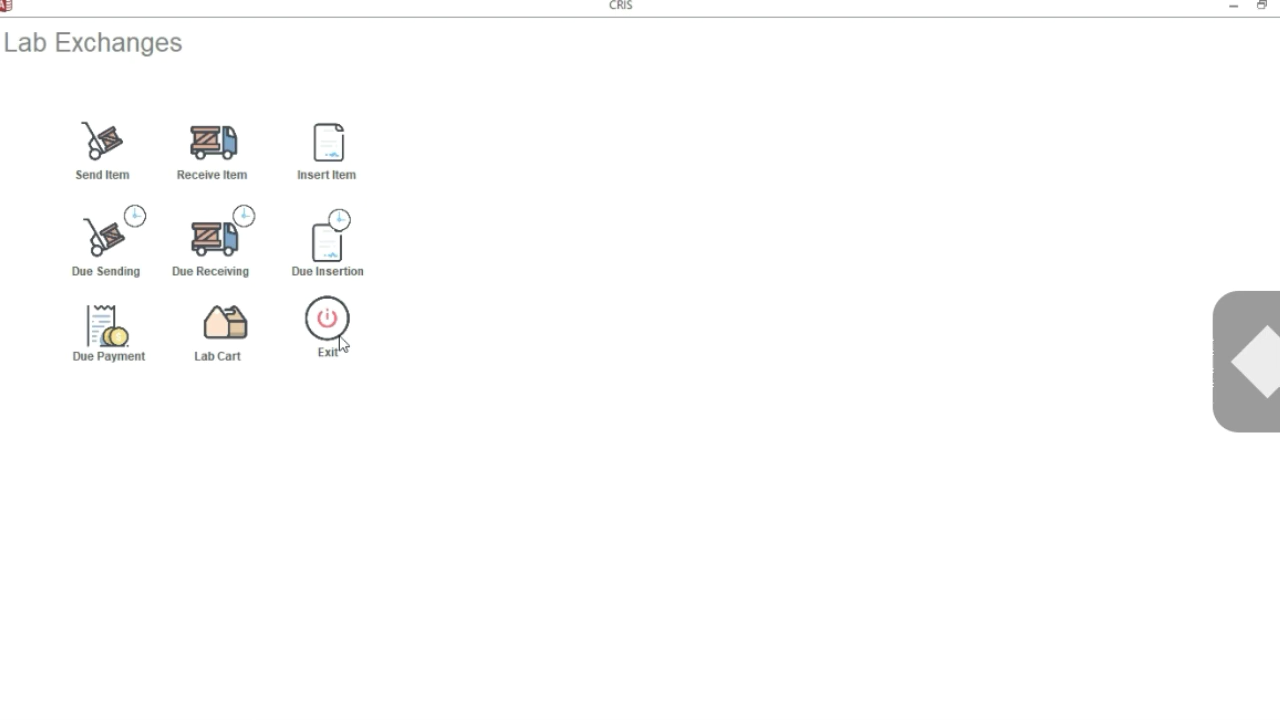 CRIS
Lab Exchanges
Send Item
Receive Item
Insert Item
Due Sending
Due Receiving
Due Insertion
Due Payment
Lab Cart
Exit